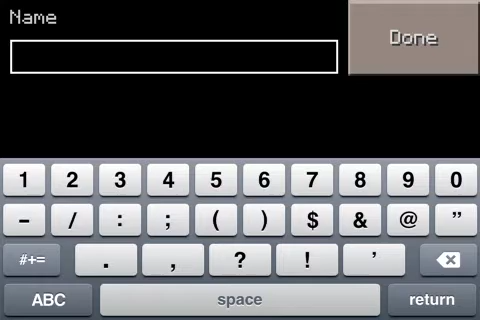 Name
Done
1 2 3 4 5 6 7 8 9 0
- / : ; ( ) $ & @ ”
#+= . , ? ! ’
ABC space return